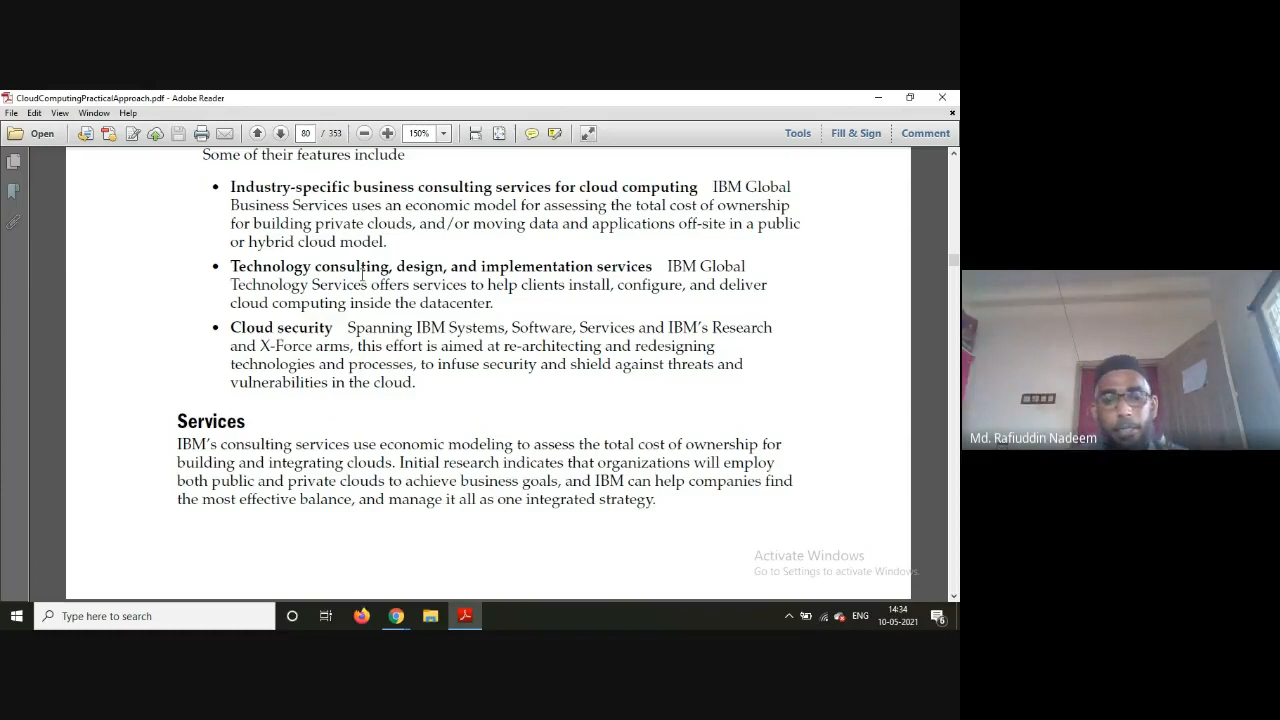 CloudComputingPracticalApproach.pdf - Adobe Reader
File Edit View Window Help
Open 80 / 353 150% Tools Fill & Sign Comment
Some of their features include
• Industry-specific business consulting services for cloud computing IBM Global
Business Services uses an economic model for assessing the total cost of ownership
for building private clouds, and/or moving data and applications off-site in a public
or hybrid cloud model.
• Technology consulting, design, and implementation services IBM Global
Technology Services offers services to help clients install, configure, and deliver
cloud computing inside the datacenter.
• Cloud security Spanning IBM Systems, Software, Services and IBM's Research
and X-Force arms, this effort is aimed at re-architecting and redesigning
technologies and processes, to infuse security and shield against threats and
vulnerabilities in the cloud.
Services
IBM's consulting services use economic modeling to assess the total cost of ownership for
building and integrating clouds. Initial research indicates that organizations will employ
both public and private clouds to achieve business goals, and IBM can help companies find
the most effective balance, and manage it all as one integrated strategy.
Activate Windows
Go to Settings to activate Windows.
Type here to search
ENG
14:34
10-05-2021
6
Md. Rafiuddin Nadeem